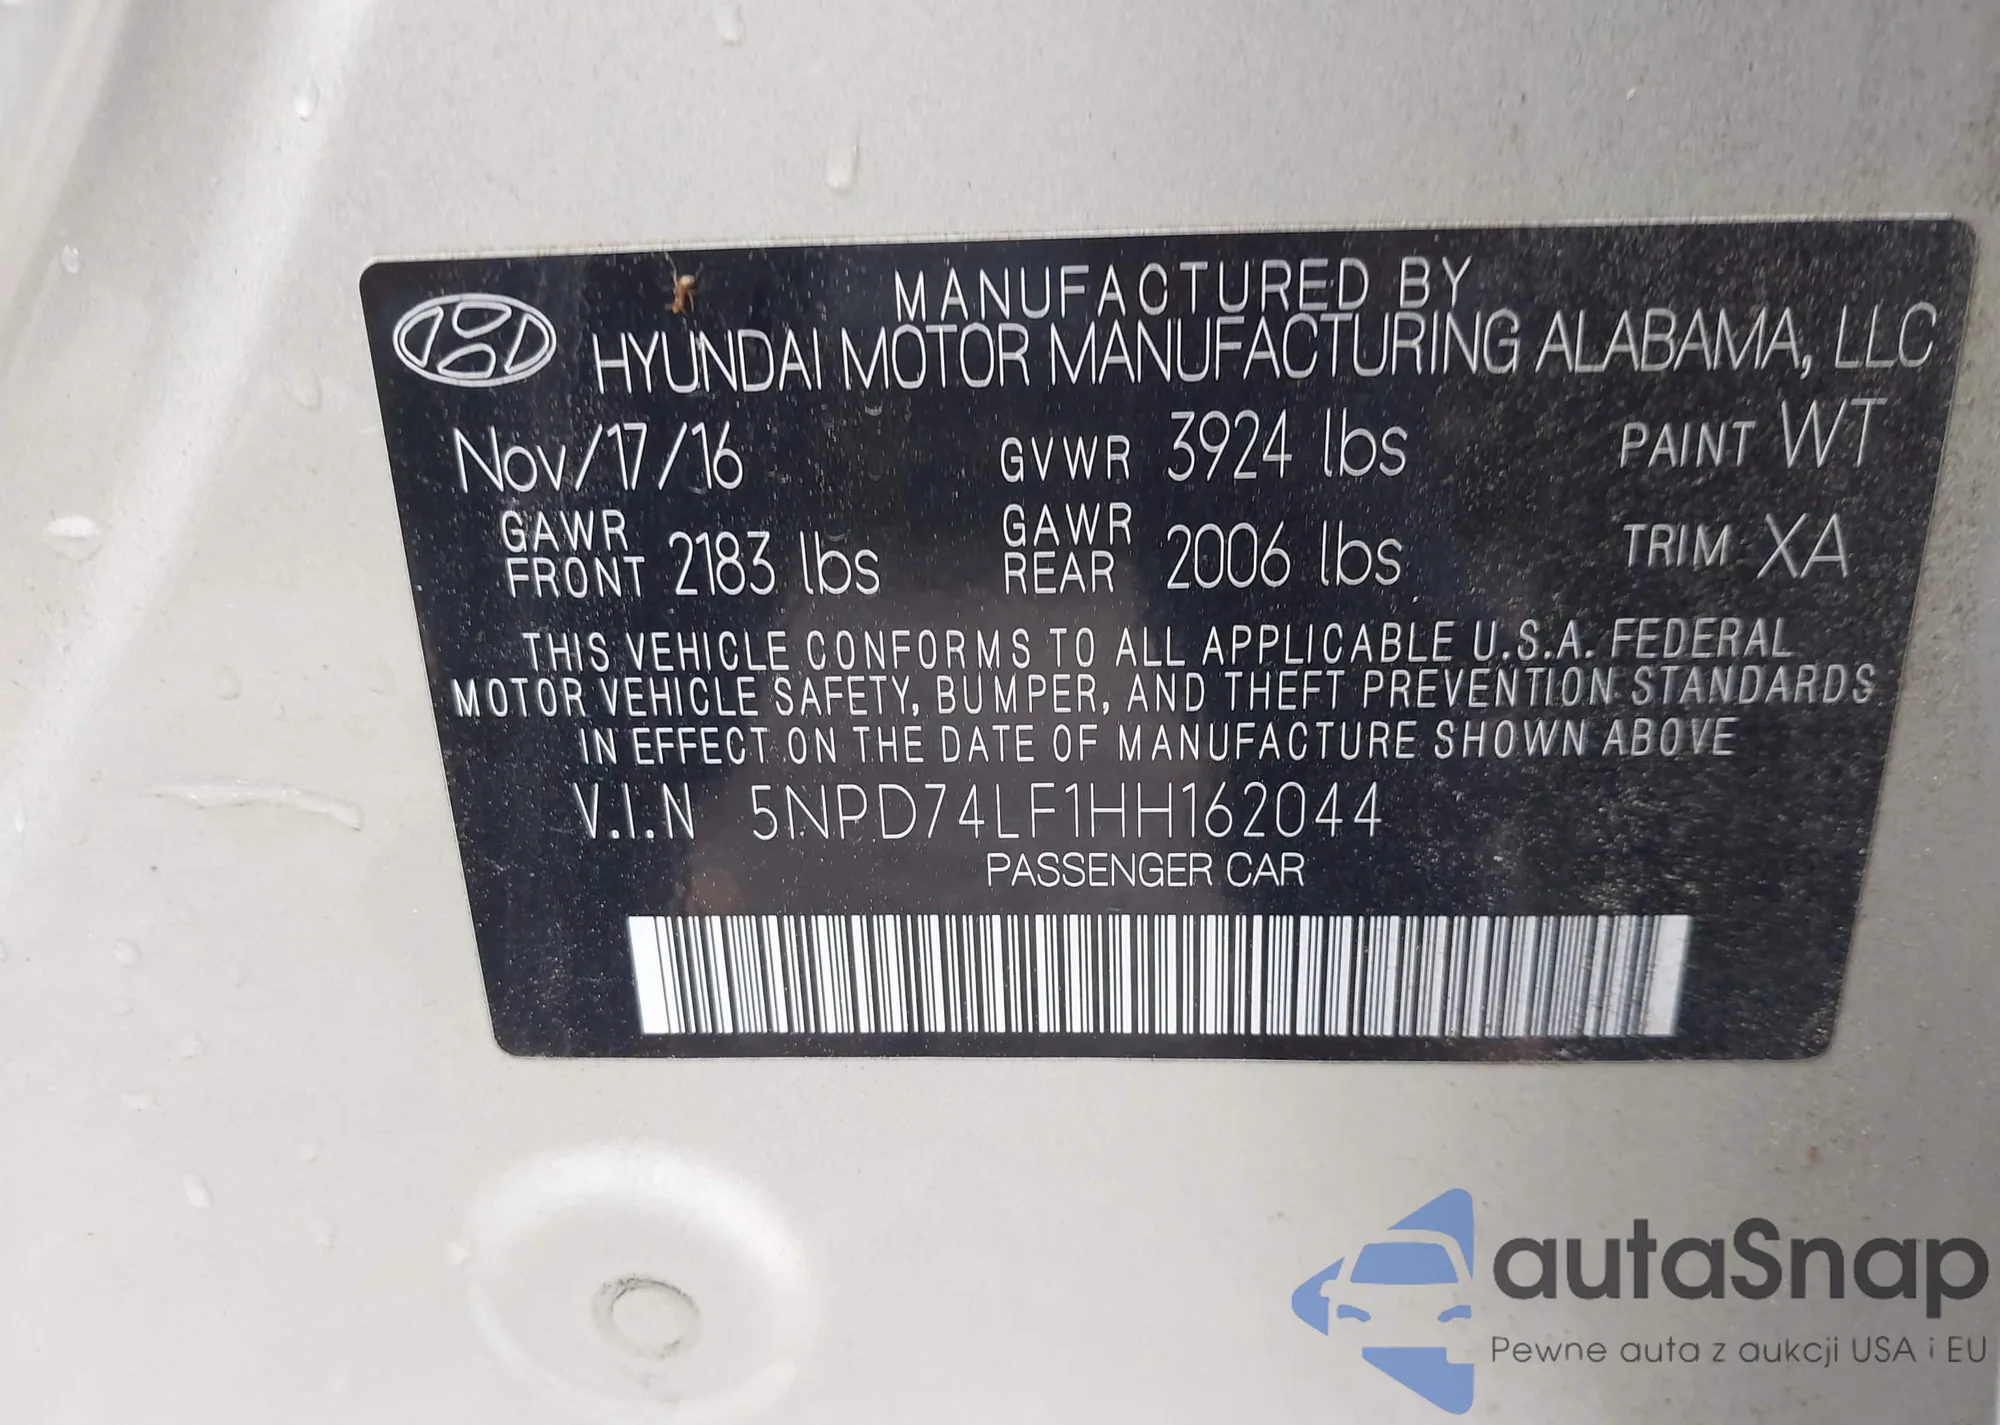 MANUFACTURED BY
HYUNDAI MOTOR MANUFACTURING ALABAMA, LLC
Nov/17/16 GVWR 3924 lbs PAINT WT
GAWR FRONT 2183 lbs GAWR REAR 2006 lbs TRIM XA
THIS VEHICLE CONFORMS TO ALL APPLICABLE U.S.A. FEDERAL
MOTOR VEHICLE SAFETY, BUMPER, AND THEFT PREVENTION STANDARDS
IN EFFECT ON THE DATE OF MANUFACTURE SHOWN ABOVE
V.I.N 5NPD74LF1HH162044
PASSENGER CAR
autaSnap
Pewne auta z aukcji USA i EU